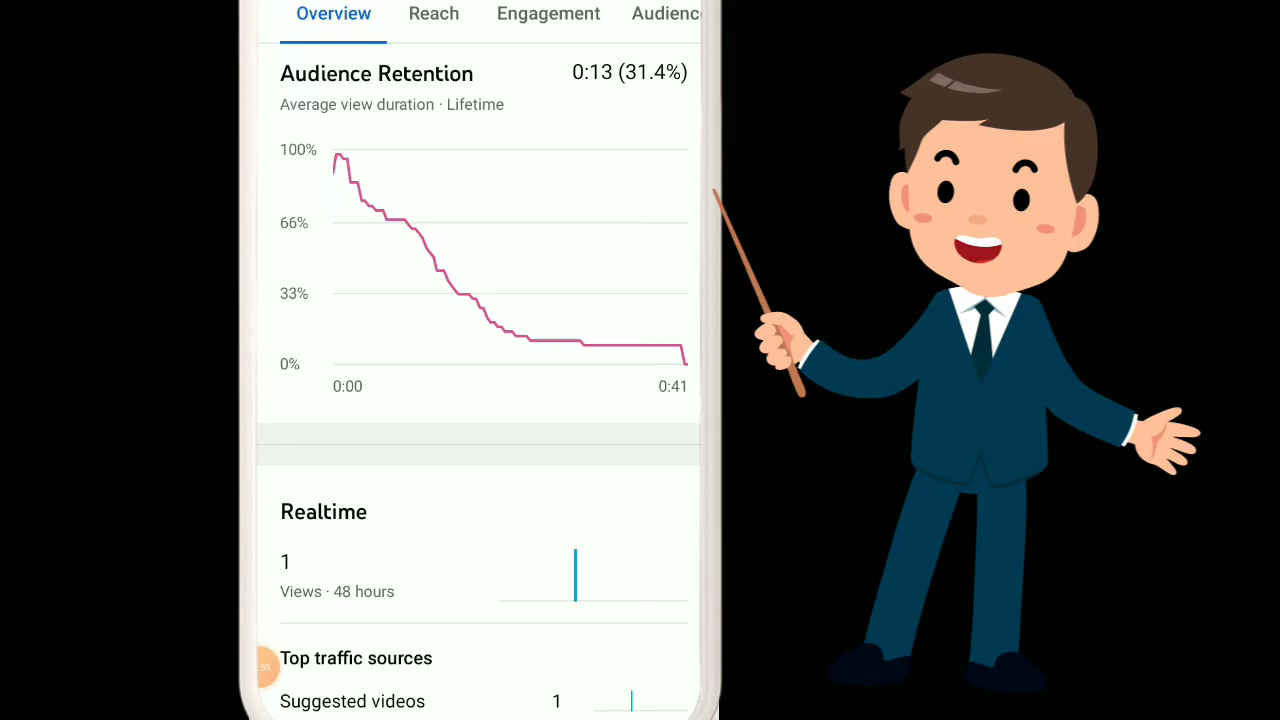 Overview Reach Engagement Audienc
Audience Retention 0:13 (31.4%)
Average view duration · Lifetime
100%
66%
33%
0%
0:00 0:41
Realtime
1
Views · 48 hours
Top traffic sources
59
Suggested videos 1